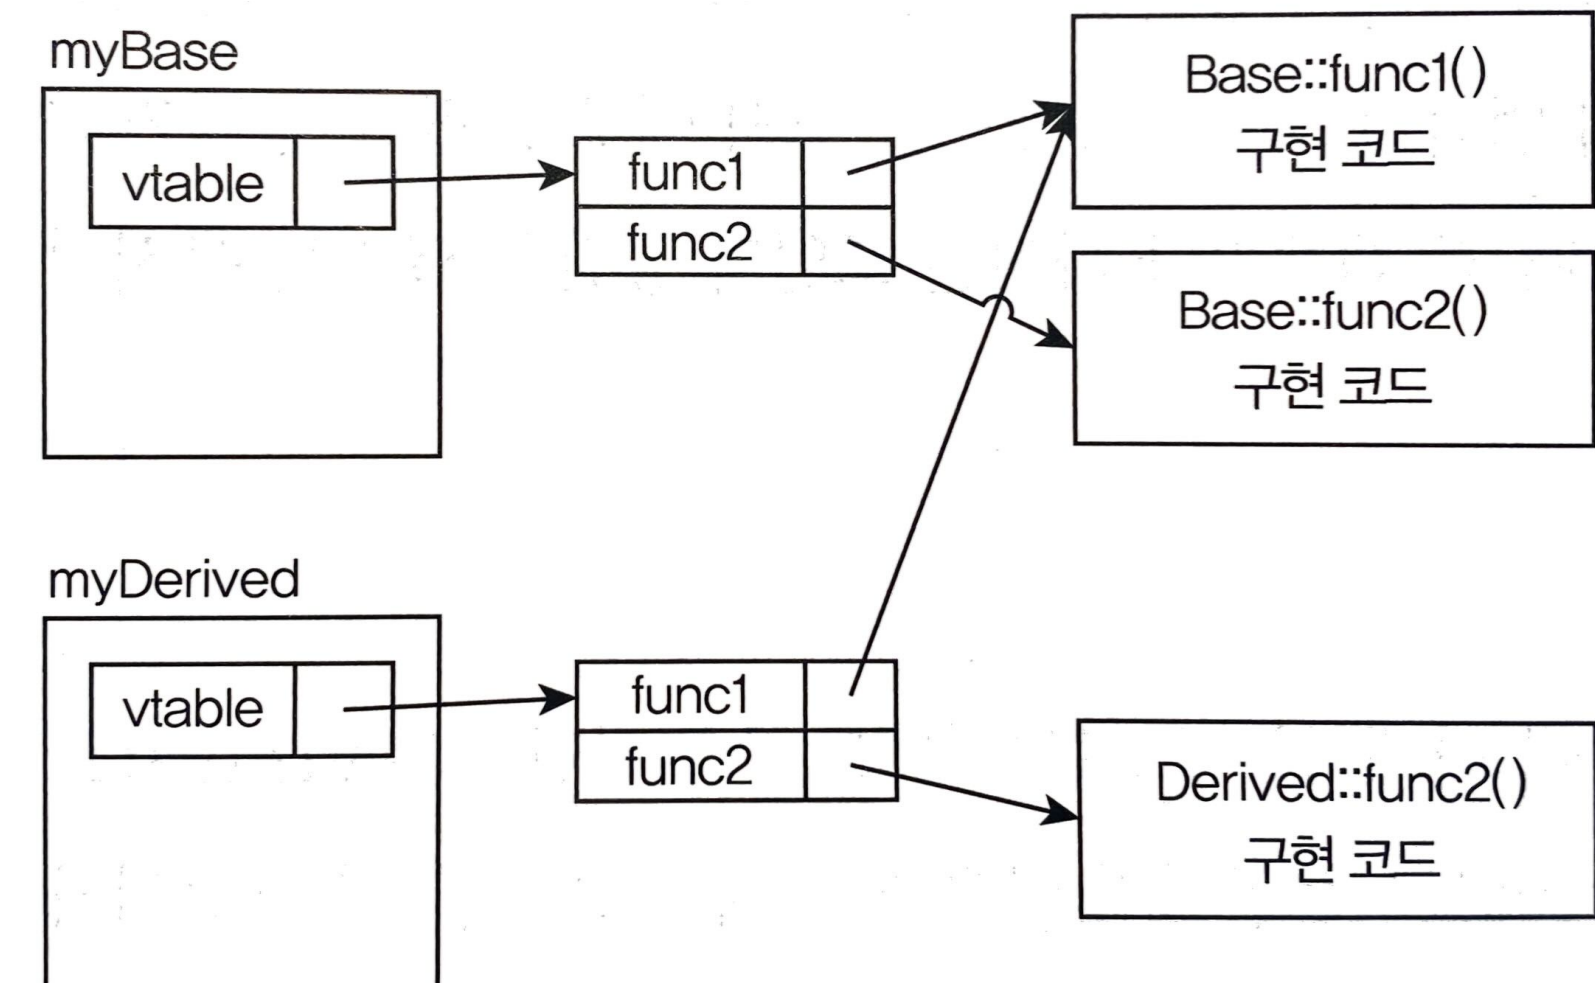 myBase
vtable
func1
func2
Base::func1()
구현 코드
Base::func2()
구현 코드
myDerived
vtable
func1
func2
Derived::func2()
구현 코드